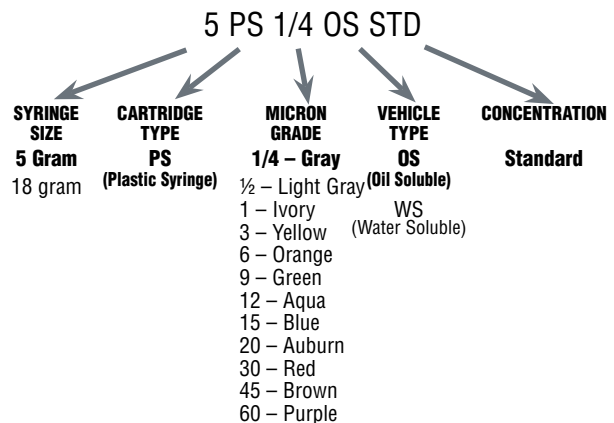 5 PS 1/4 OS STD
SYRINGE SIZE
5 Gram
18 gram
CARTRIDGE TYPE
PS
(Plastic Syringe)
MICRON GRADE
1/4 – Gray
½ – Light Gray
1 – Ivory
3 – Yellow
6 – Orange
9 – Green
12 – Aqua
15 – Blue
20 – Auburn
30 – Red
45 – Brown
60 – Purple
VEHICLE TYPE
OS
(Oil Soluble)
WS
(Water Soluble)
CONCENTRATION
Standard